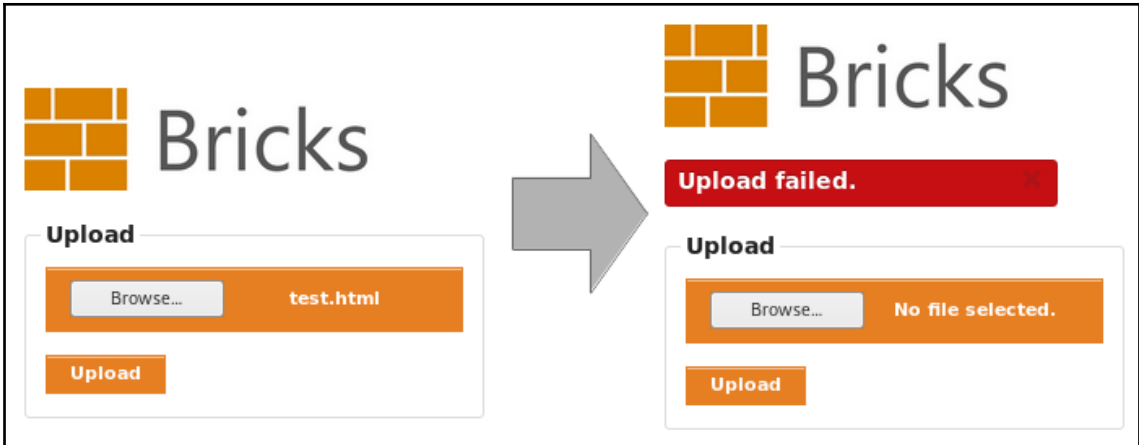 Bricks
Upload
Browse... test.html
Upload
Bricks
Upload failed. ×
Upload
Browse... No file selected.
Upload